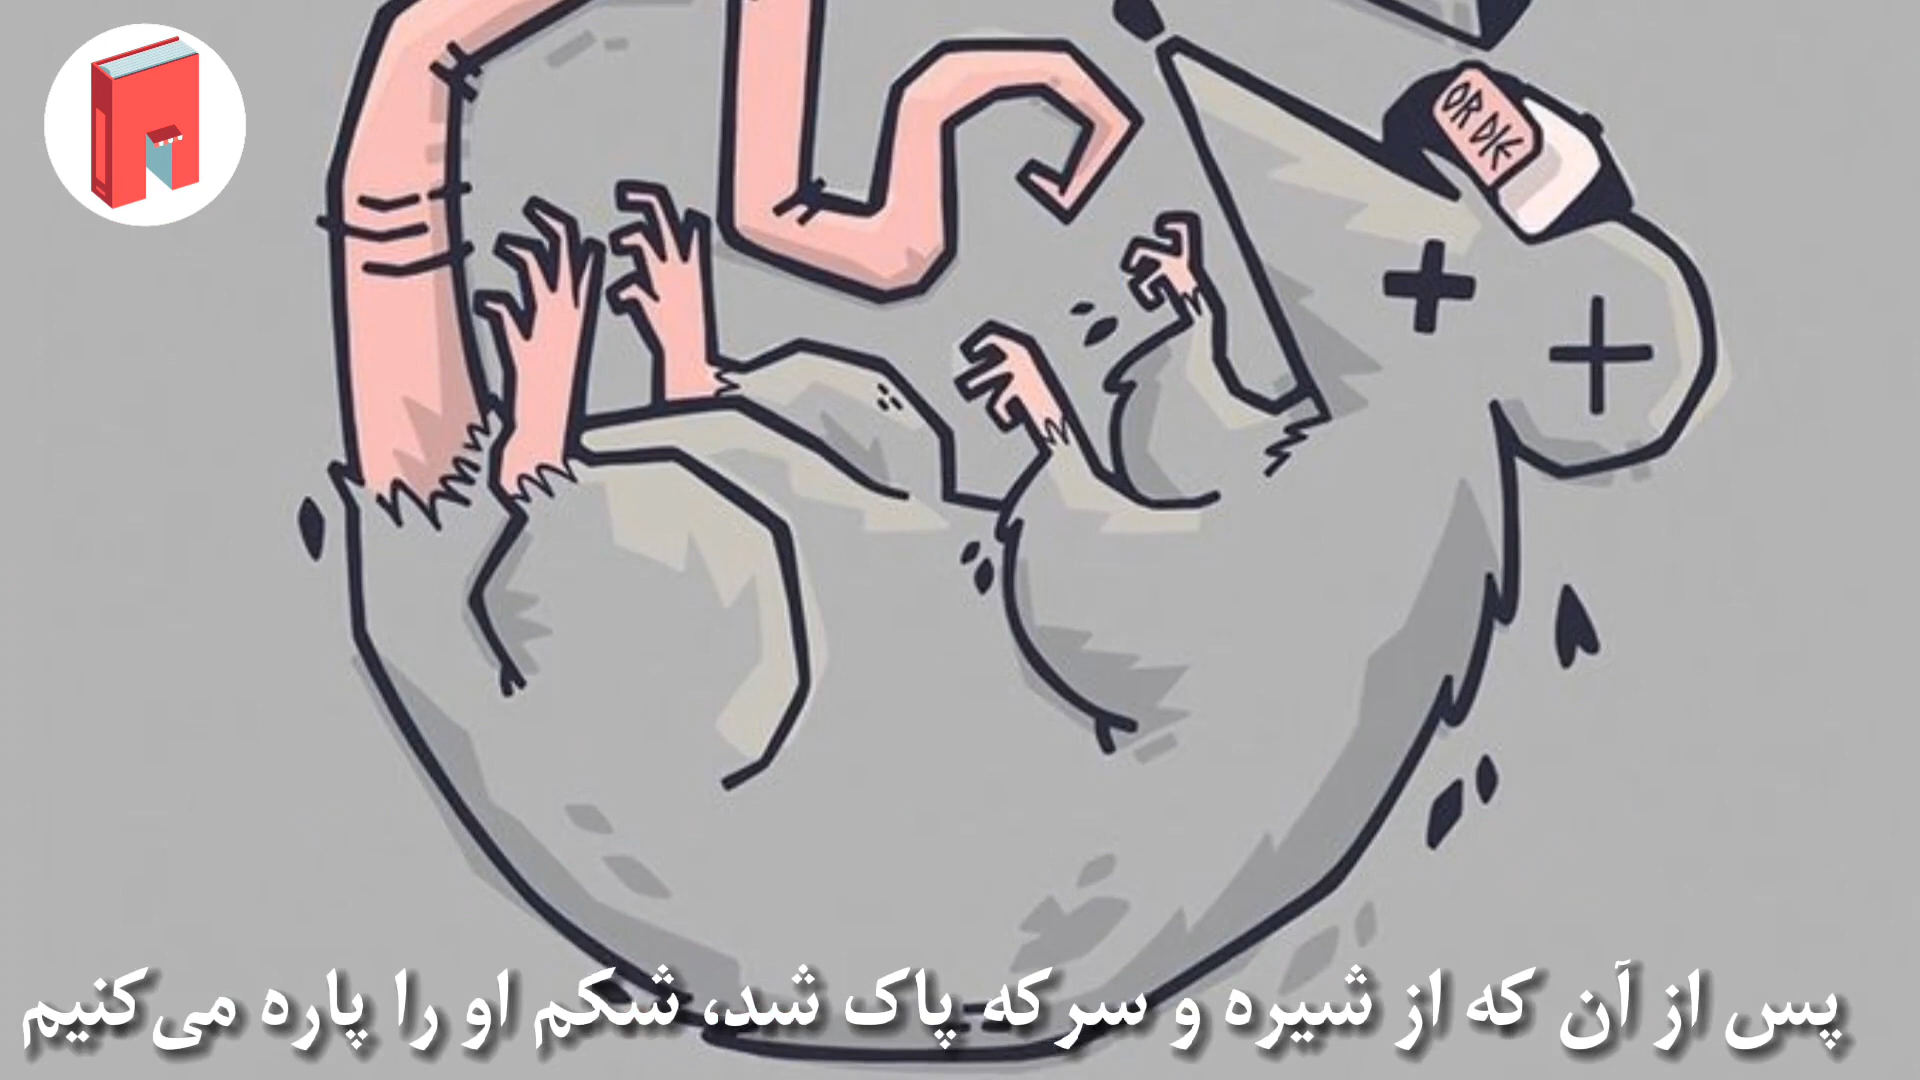 OR DIE
پس از آن که از شیره و سرکه پاک شد، شکم او را پاره می‌کنیم